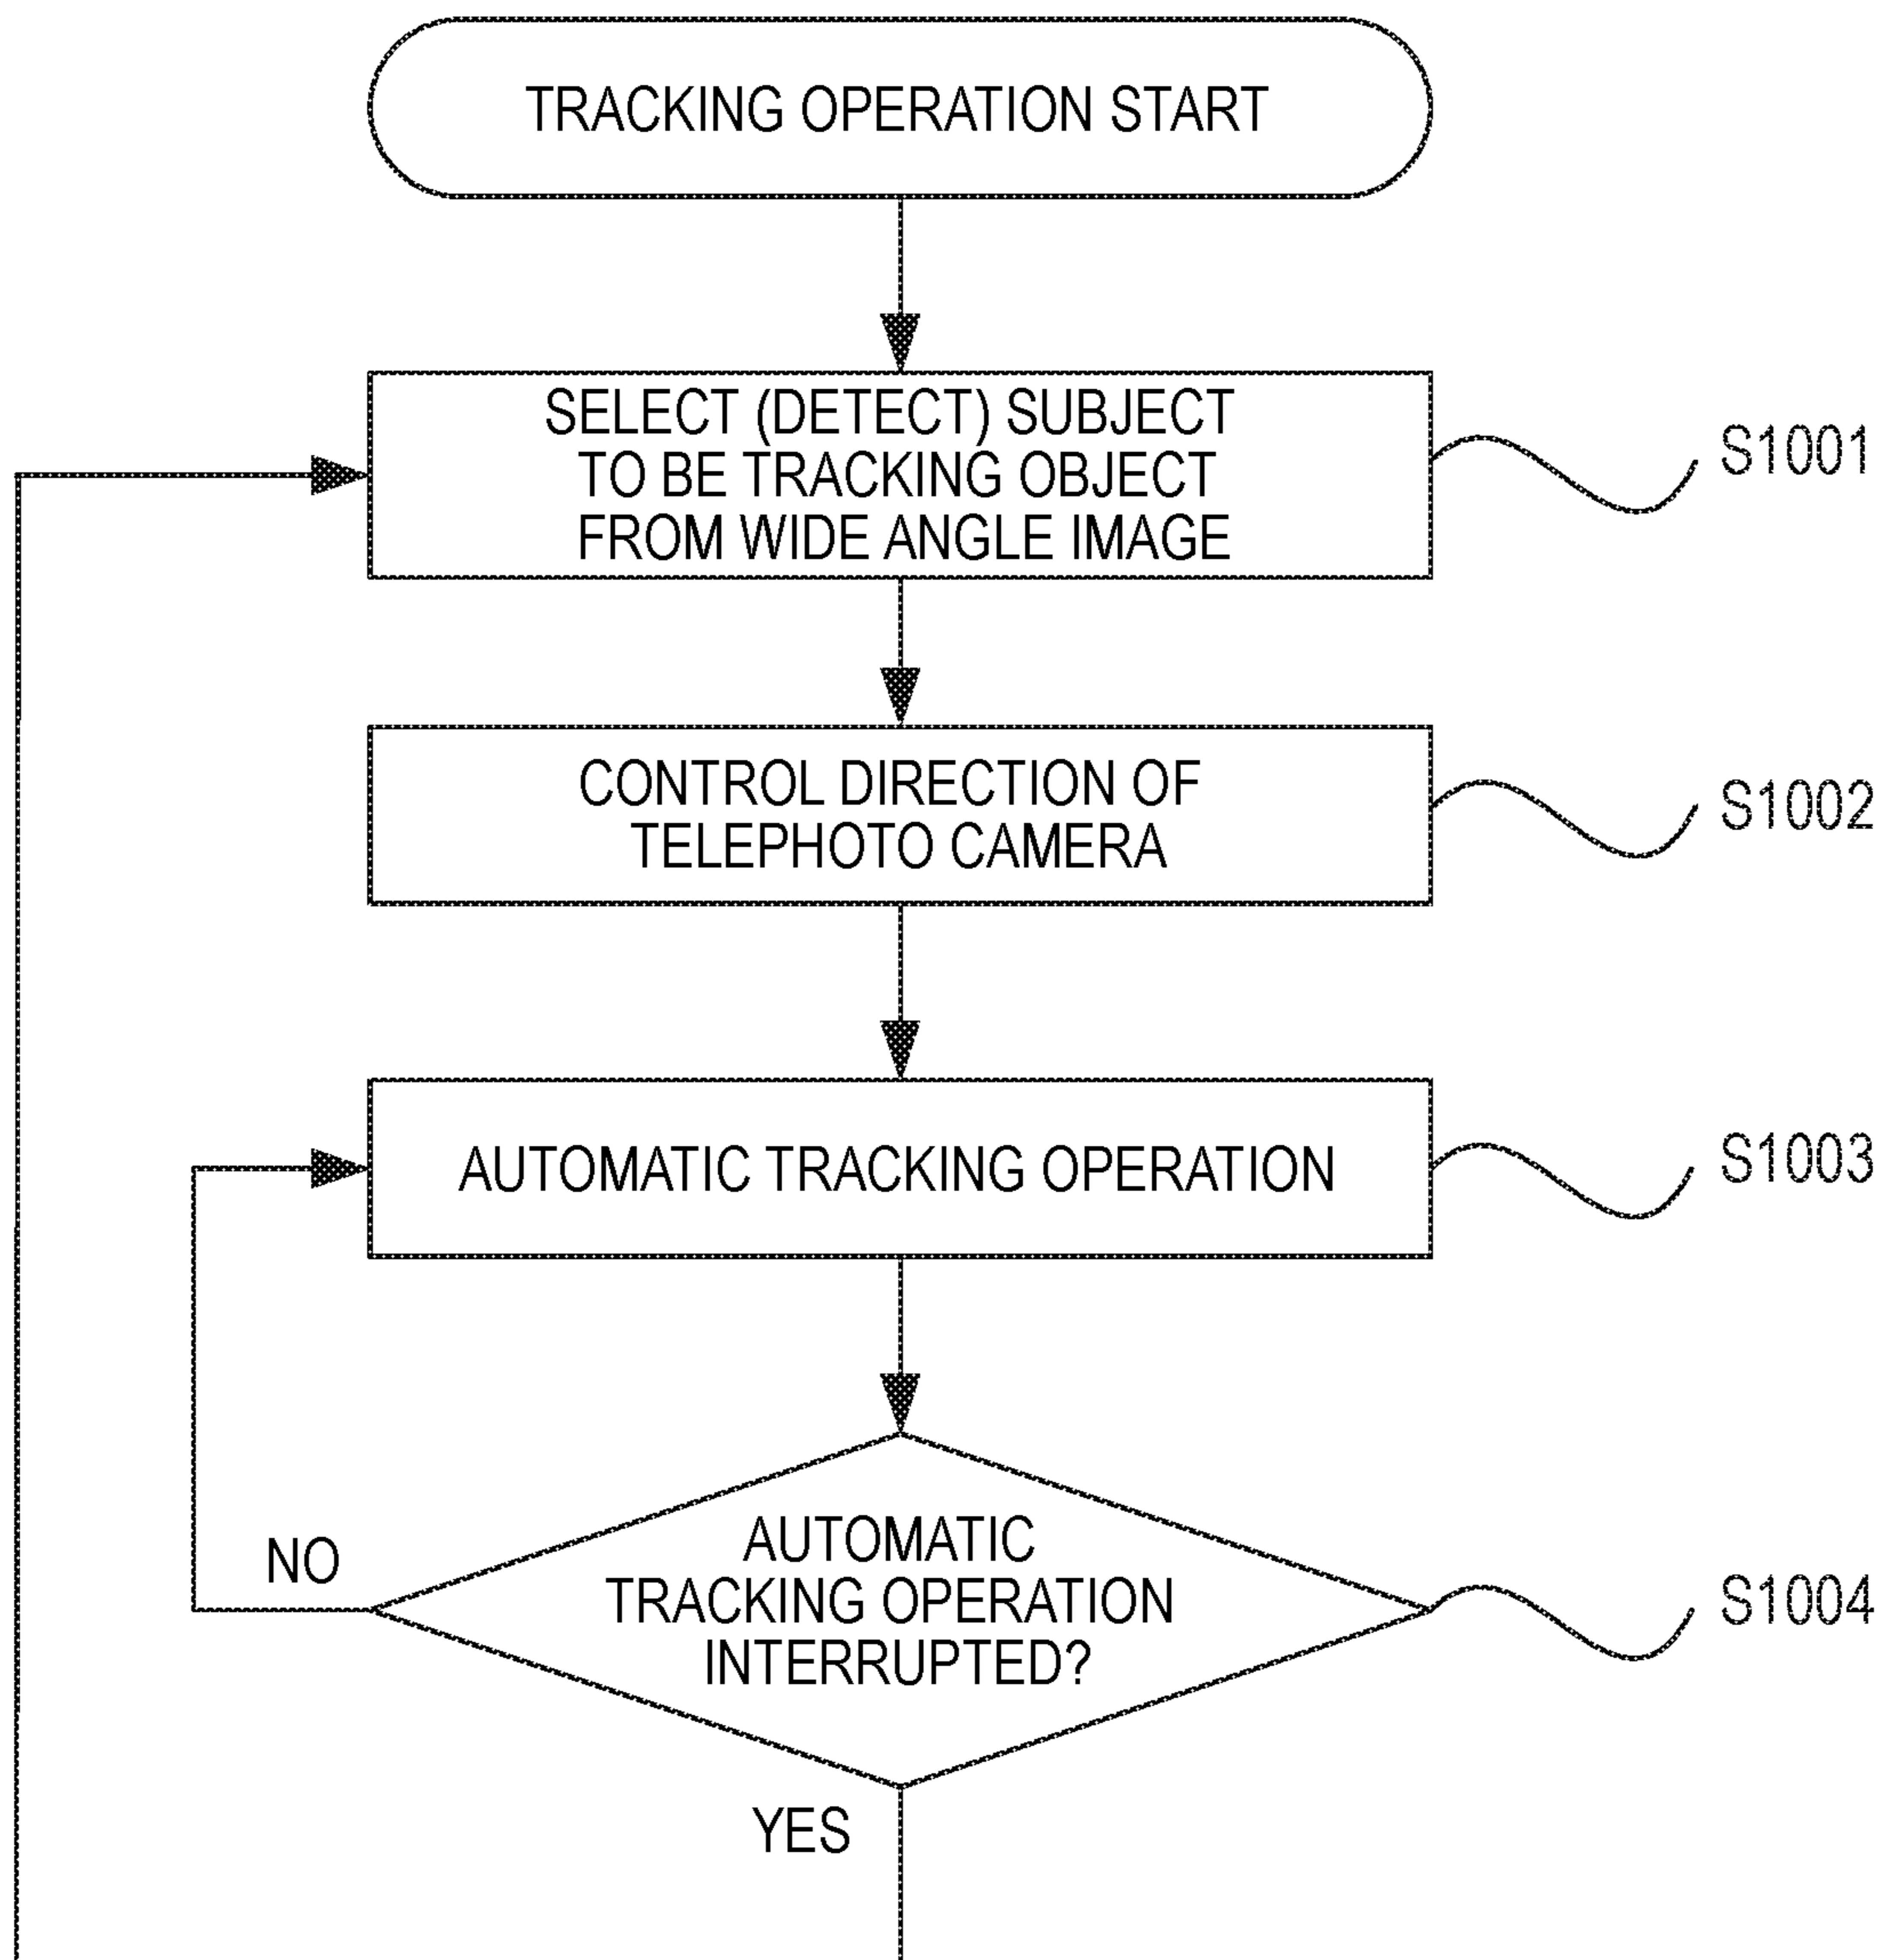 TRACKING OPERATION START
SELECT (DETECT) SUBJECT
TO BE TRACKING OBJECT
FROM WIDE ANGLE IMAGE
S1001
CONTROL DIRECTION OF
TELEPHOTO CAMERA
S1002
AUTOMATIC TRACKING OPERATION
S1003
AUTOMATIC
TRACKING OPERATION
INTERRUPTED?
S1004
NO
YES